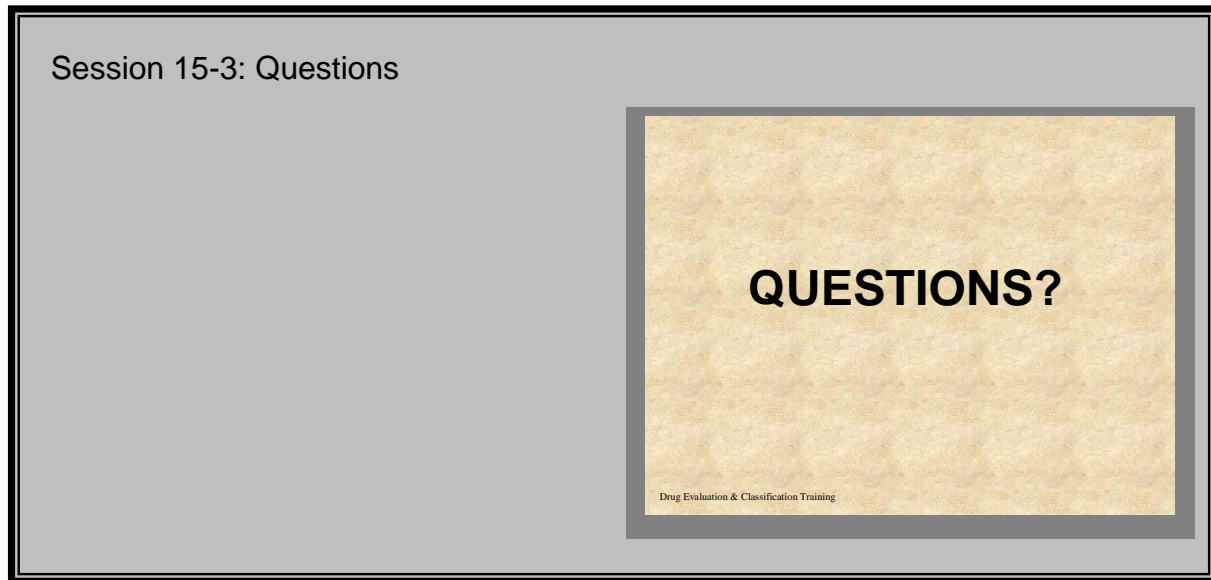 Session 15-3: Questions
QUESTIONS?
Drug Evaluation & Classification Training